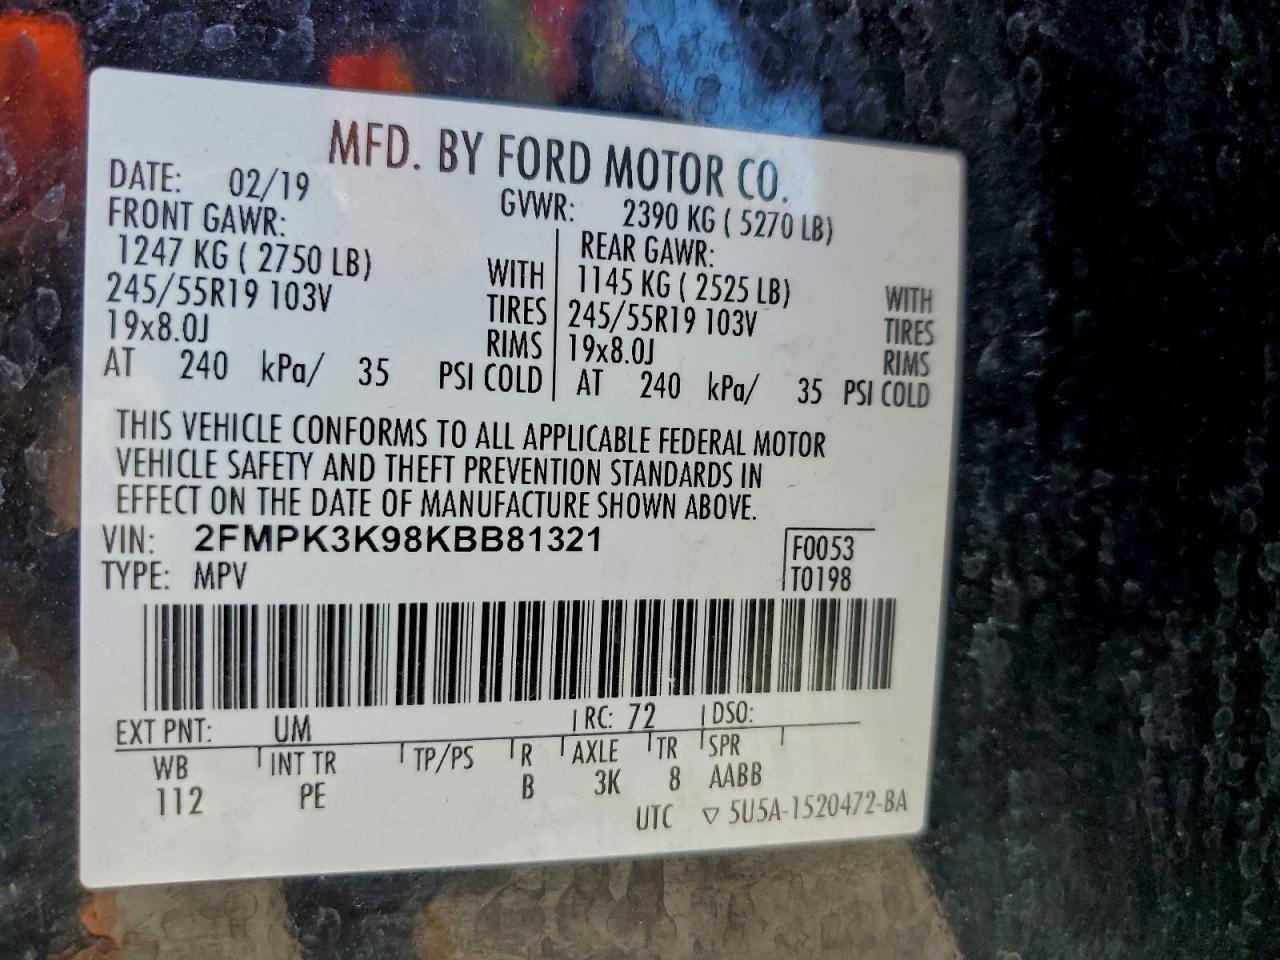 MFD. BY FORD MOTOR CO.
DATE: 02/19 GVWR: 2390 KG ( 5270 LB)
FRONT GAWR: REAR GAWR:
1247 KG ( 2750 LB) WITH 1145 KG ( 2525 LB) WITH
245/55R19 103V TIRES 245/55R19 103V TIRES
19x8.0J RIMS 19x8.0J RIMS
AT 240 kPa/ 35 PSI COLD AT 240 kPa/ 35 PSI COLD
THIS VEHICLE CONFORMS TO ALL APPLICABLE FEDERAL MOTOR
VEHICLE SAFETY AND THEFT PREVENTION STANDARDS IN
EFFECT ON THE DATE OF MANUFACTURE SHOWN ABOVE.
VIN: 2FMPK3K98KBB81321 F0053
TYPE: MPV T0198
EXT PNT: UM RC: 72 DSO:
WB INT TR TP/PS R AXLE TR SPR
112 PE B 3K 8 AABB
UTC ▽ 5U5A-1520472-BA